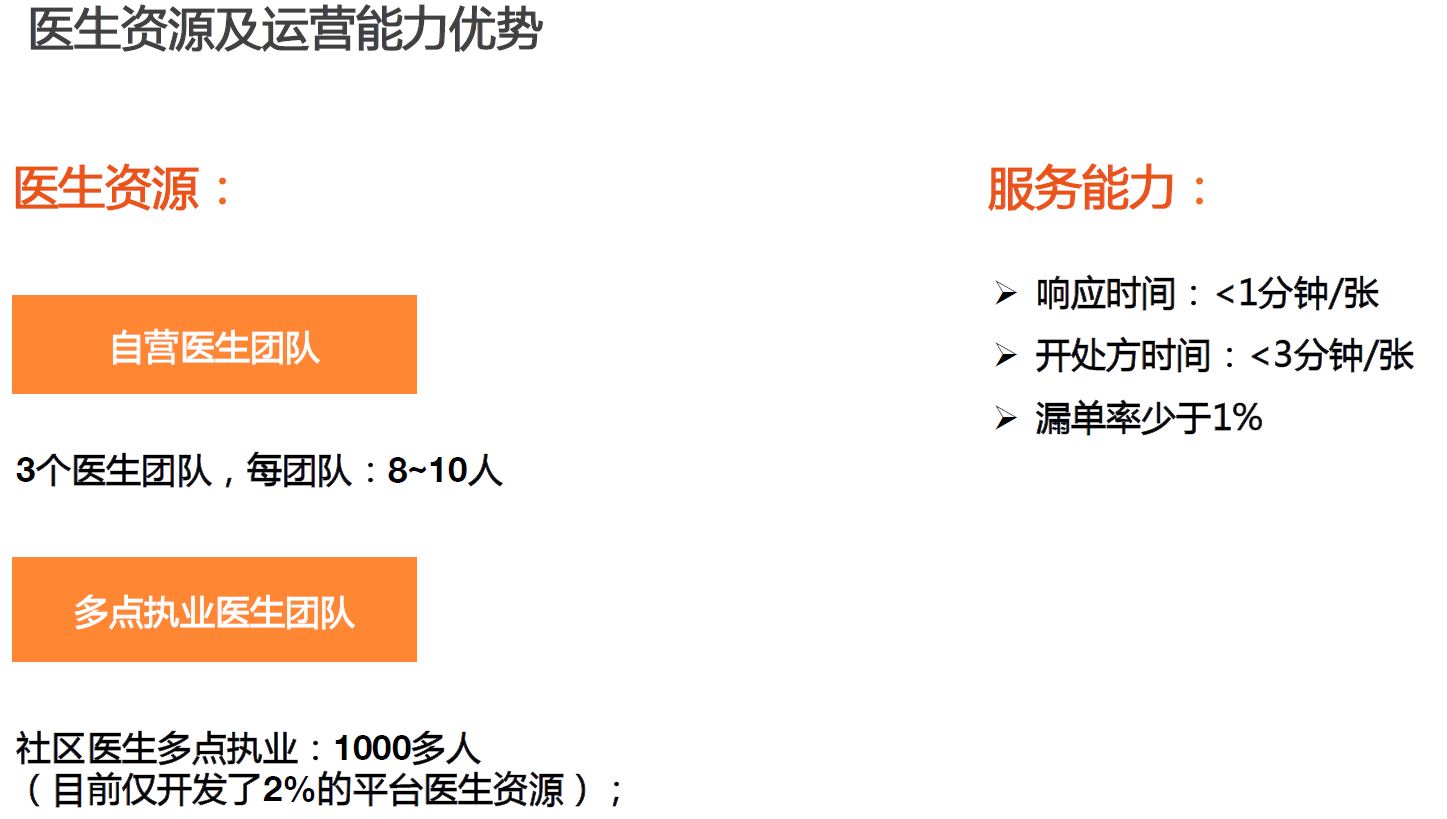 医生资源及运营能力优势
医生资源：
自营医生团队
3个医生团队，每团队：8~10人
多点执业医生团队
社区医生多点执业：1000多人
（目前仅开发了2%的平台医生资源）；
服务能力：
➢ 响应时间：<1分钟/张
➢ 开处方时间：<3分钟/张
➢ 漏单率少于1%